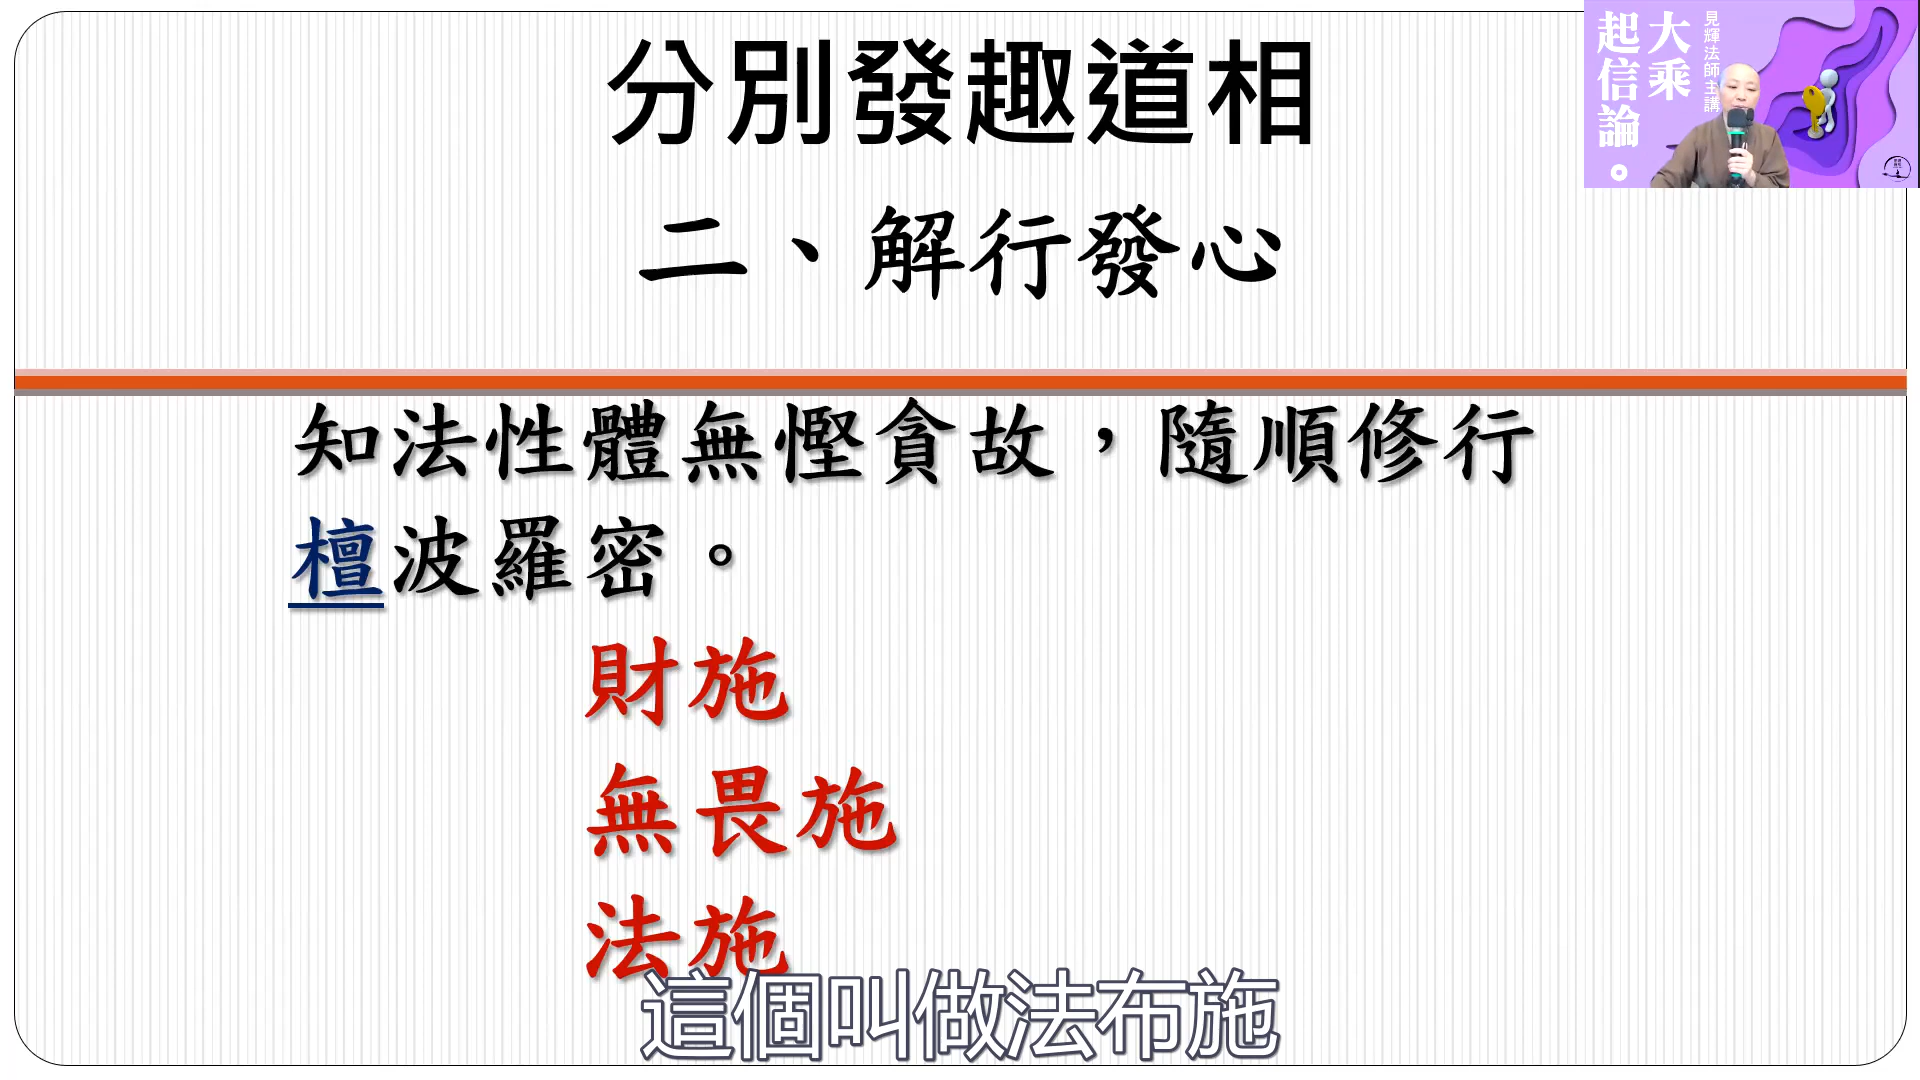 分別發趣道相
二、解行發心
知法性體無慳貪故，隨順修行
檀波羅密。
財施
無畏施
法施
這個叫做法布施
大乘
起信論。
見輝法師主講